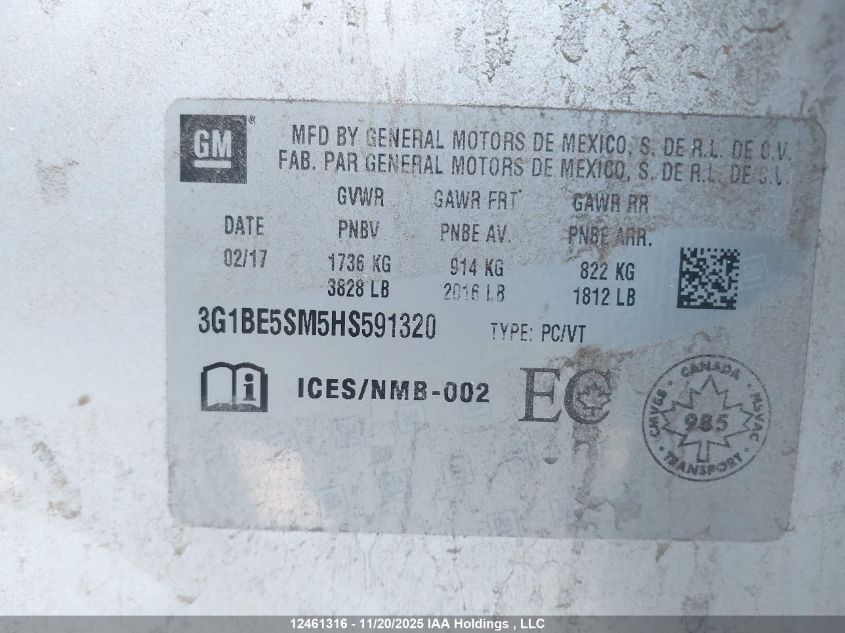 GM
MFD BY GENERAL MOTORS DE MEXICO, S. DE R.L. DE C.V.
FAB. PAR GENERAL MOTORS DE MEXICO, S. DE R.L. DE C.V.
GVWR GAWR FRT GAWR RR
DATE PNBV PNBE AV. PNBE ARR.
02/17 1736 KG 914 KG 822 KG
3828 LB 2016 LB 1812 LB
3G1BE5SM5HS591320 TYPE: PC/VT
i ICES/NMB-002 EC
CANADA
CMVSS 985 NSVAC
TRANSPORT
12461316 - 11/20/2025 IAA Holdings , LLC